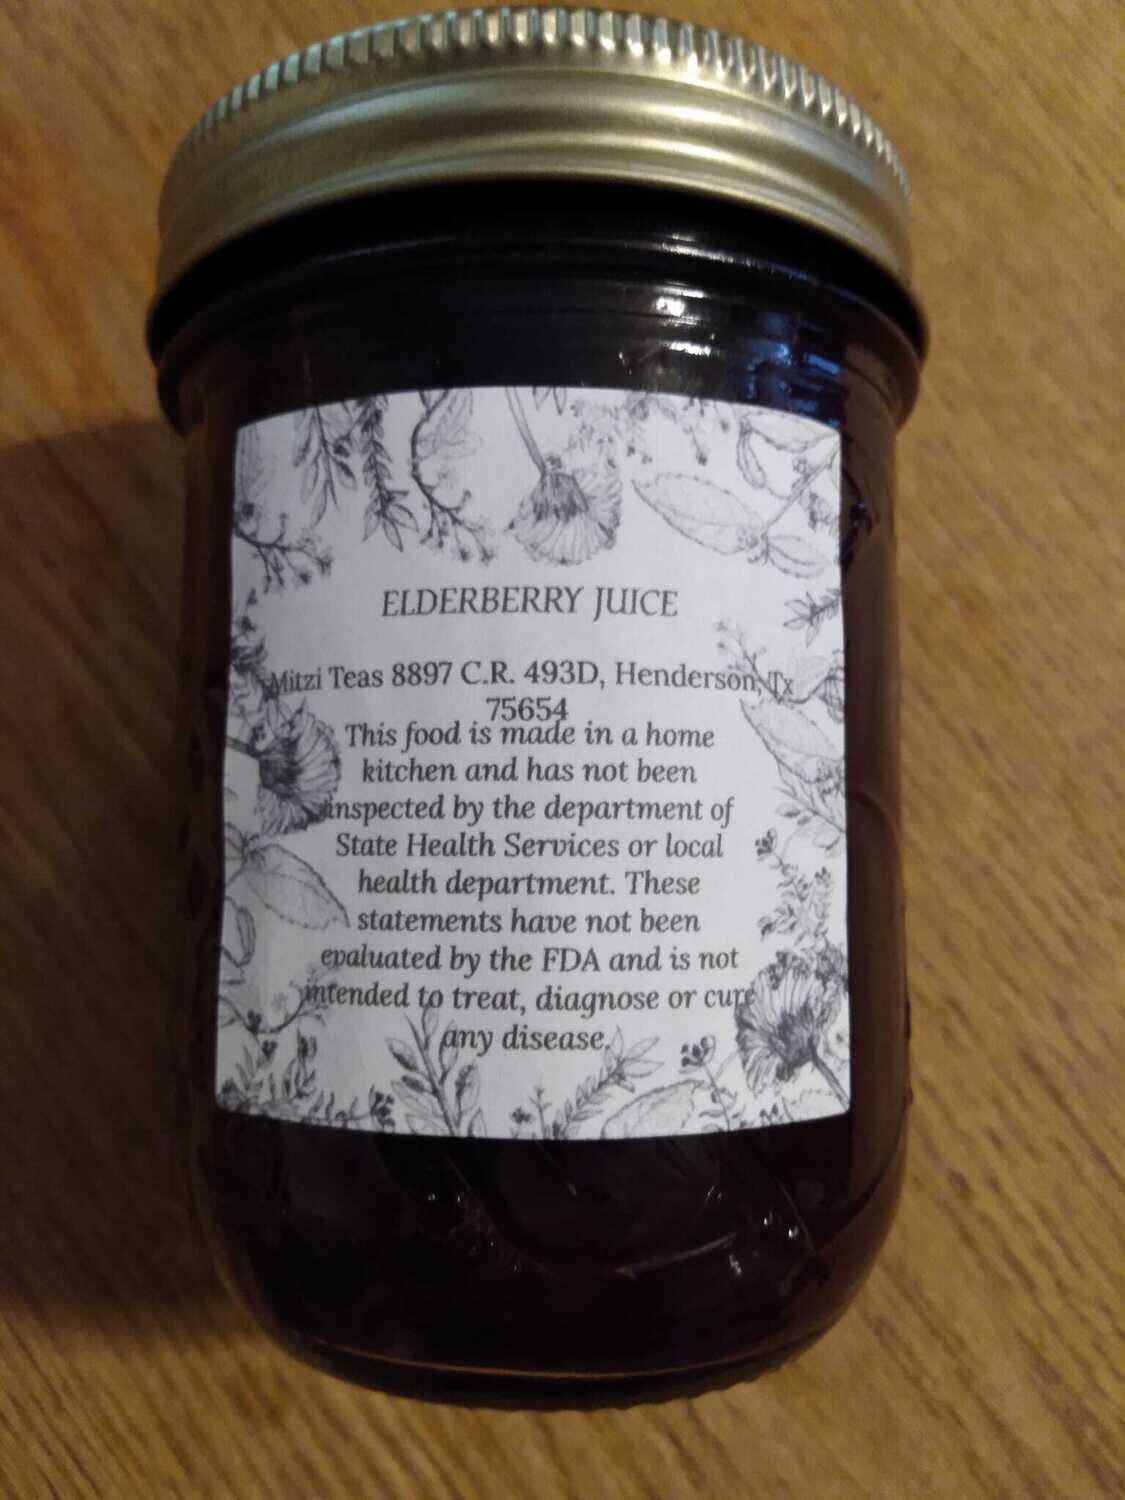 ELDERBERRY JUICE
Mitzi Teas 8897 C.R. 493D, Henderson, Tx
75654
This food is made in a home
kitchen and has not been
inspected by the department of
State Health Services or local
health department. These
statements have not been
evaluated by the FDA and is not
intended to treat, diagnose or cure
any disease.